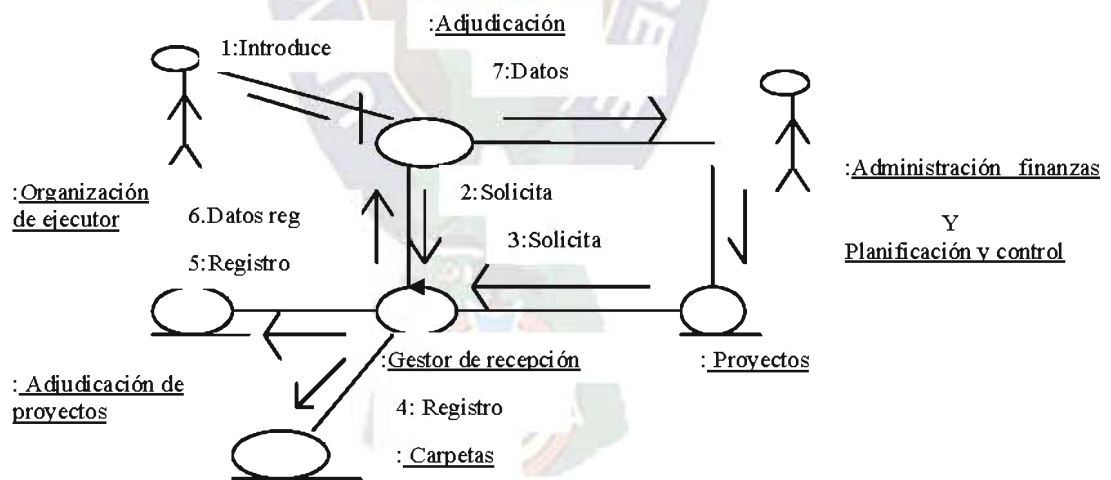 :Adjudicación
1:Introduce
7:Datos
:Organización
de ejecutor
:Administración finanzas
Y
Planificación y control
2:Solicita
6.Datos reg
3:Solicita
5:Registro
:Gestor de recepción
: Proyectos
: Adjudicación de
proyectos
4: Registro
: Carpetas